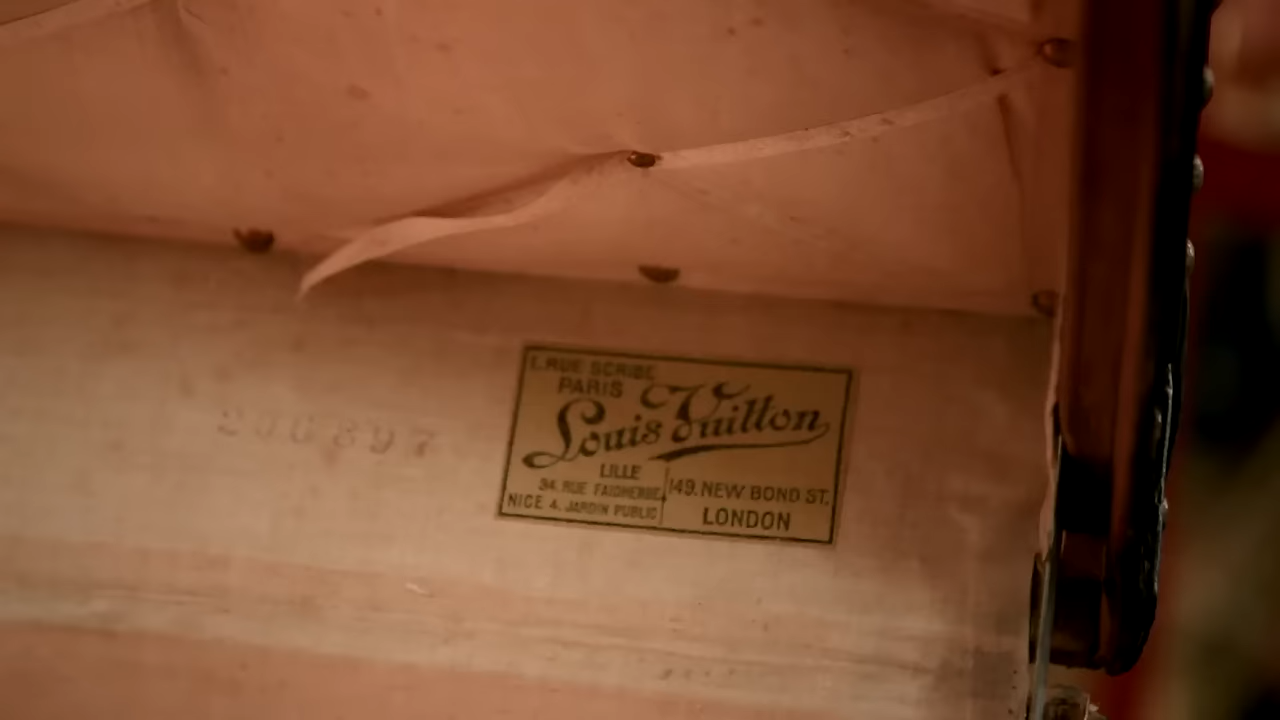 1. RUE SCRIBE
PARIS
Louis Vuitton
LILLE
34. RUE FAIDHERBE
NICE 4. JARDIN PUBLIC
149. NEW BOND ST.
LONDON